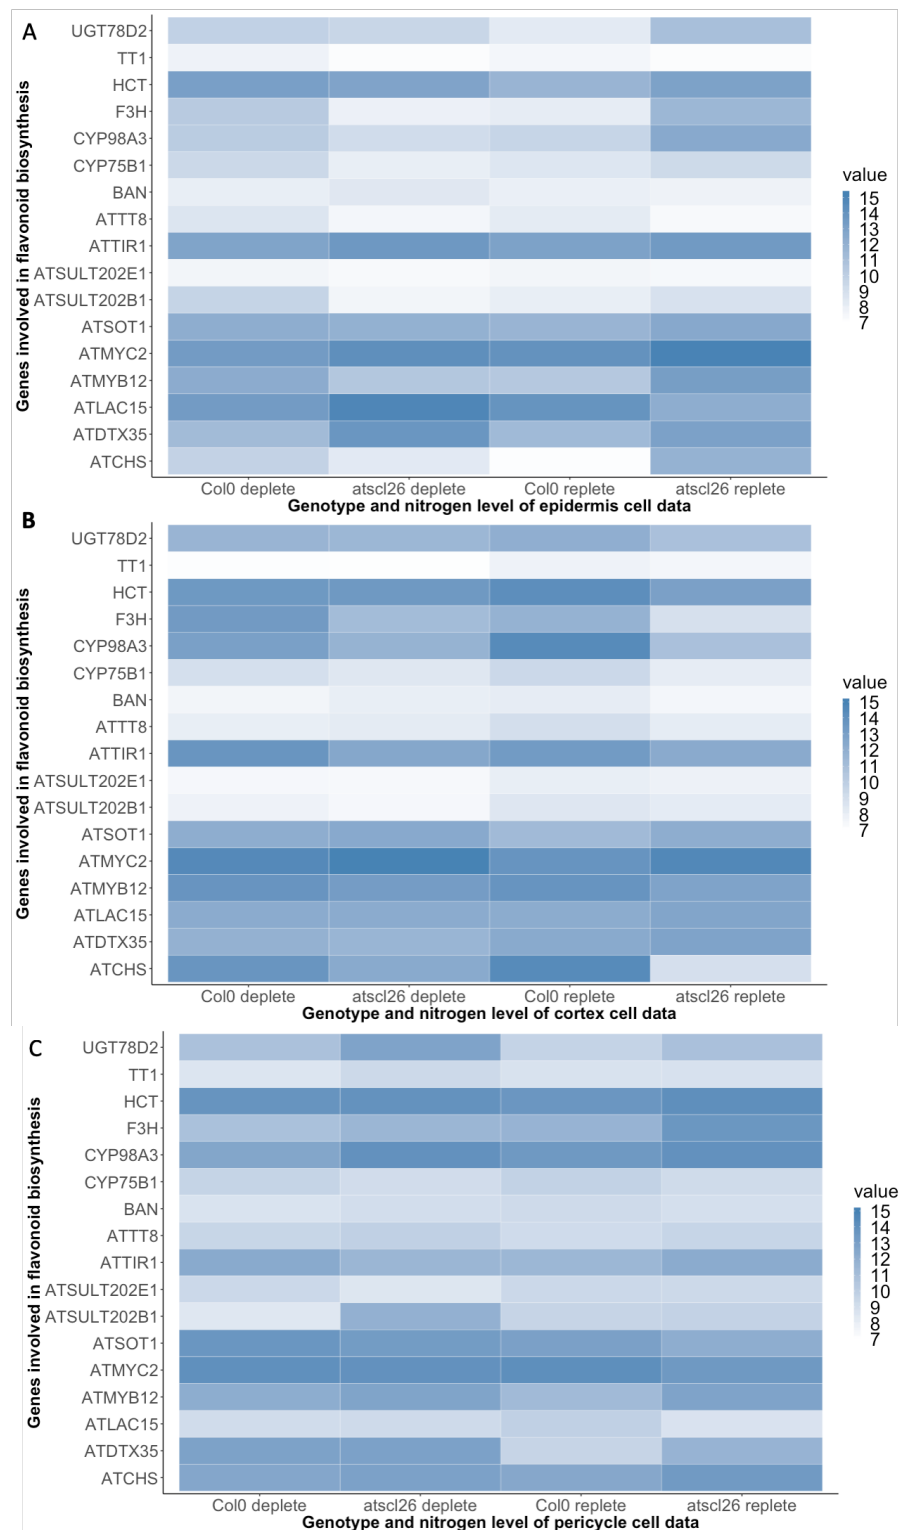 A
Genes involved in flavonoid biosynthesis
UGT78D2
TT1
HCT
F3H
CYP98A3
CYP75B1
BAN
ATTT8
ATTIR1
ATSULT202E1
ATSULT202B1
ATSOT1
ATMYC2
ATMYB12
ATLAC15
ATDTX35
ATCHS
Col0 deplete atscl26 deplete Col0 replete atscl26 replete
Genotype and nitrogen level of epidermis cell data
value
15
14
13
12
11
10
9
8
7
B
Genes involved in flavonoid biosynthesis
UGT78D2
TT1
HCT
F3H
CYP98A3
CYP75B1
BAN
ATTT8
ATTIR1
ATSULT202E1
ATSULT202B1
ATSOT1
ATMYC2
ATMYB12
ATLAC15
ATDTX35
ATCHS
Col0 deplete atscl26 deplete Col0 replete atscl26 replete
Genotype and nitrogen level of cortex cell data
value
15
14
13
12
11
10
9
8
7
C
Genes involved in flavonoid biosynthesis
UGT78D2
TT1
HCT
F3H
CYP98A3
CYP75B1
BAN
ATTT8
ATTIR1
ATSULT202E1
ATSULT202B1
ATSOT1
ATMYC2
ATMYB12
ATLAC15
ATDTX35
ATCHS
Col0 deplete atscl26 deplete Col0 replete atscl26 replete
Genotype and nitrogen level of pericycle cell data
value
15
14
13
12
11
10
9
8
7